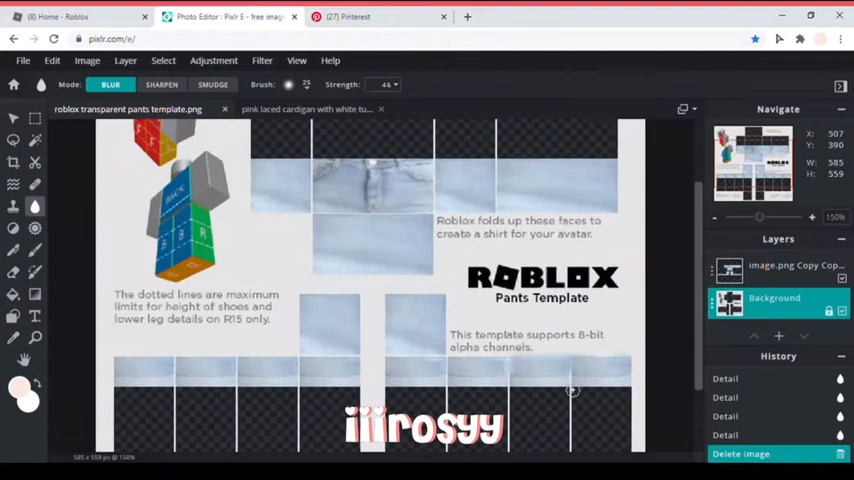 (8) Home - Roblox
Photo Editor : Pixlr E - free imag
(27) Pinterest
pixlr.com/e/
File Edit Image Layer Select Adjustment Filter View Help
Mode: BLUR SHARPEN SMUDGE Brush: 25 Strength: 46
roblox transparent pants template.png
pink laced cardigan with white tu...
Navigate
X: 507
Y: 390
W: 585
H: 559
150%
BACK
B B R
Roblox folds up these faces to
create a shirt for your avatar.
ROBLOX
Pants Template
The dotted lines are maximum
limits for height of shoes and
lower leg details on R15 only.
This template supports 8-bit
alpha channels.
Layers
image.png Copy Cop...
Background
History
Detail
Detail
Detail
Detail
Delete image
iiirosyy
585 x 559 px @ 150%